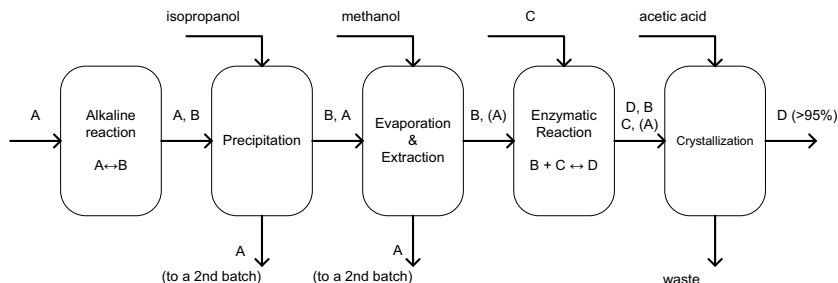 isopropanol
methanol
C
acetic acid
A
Alkaline
reaction
A↔B
A, B
Precipitation
B, A
Evaporation
&
Extraction
B, (A)
Enzymatic
Reaction
B + C ↔ D
D, B
C, (A)
Crystallization
D (>95%)
A
(to a 2nd batch)
A
(to a 2nd batch)
waste